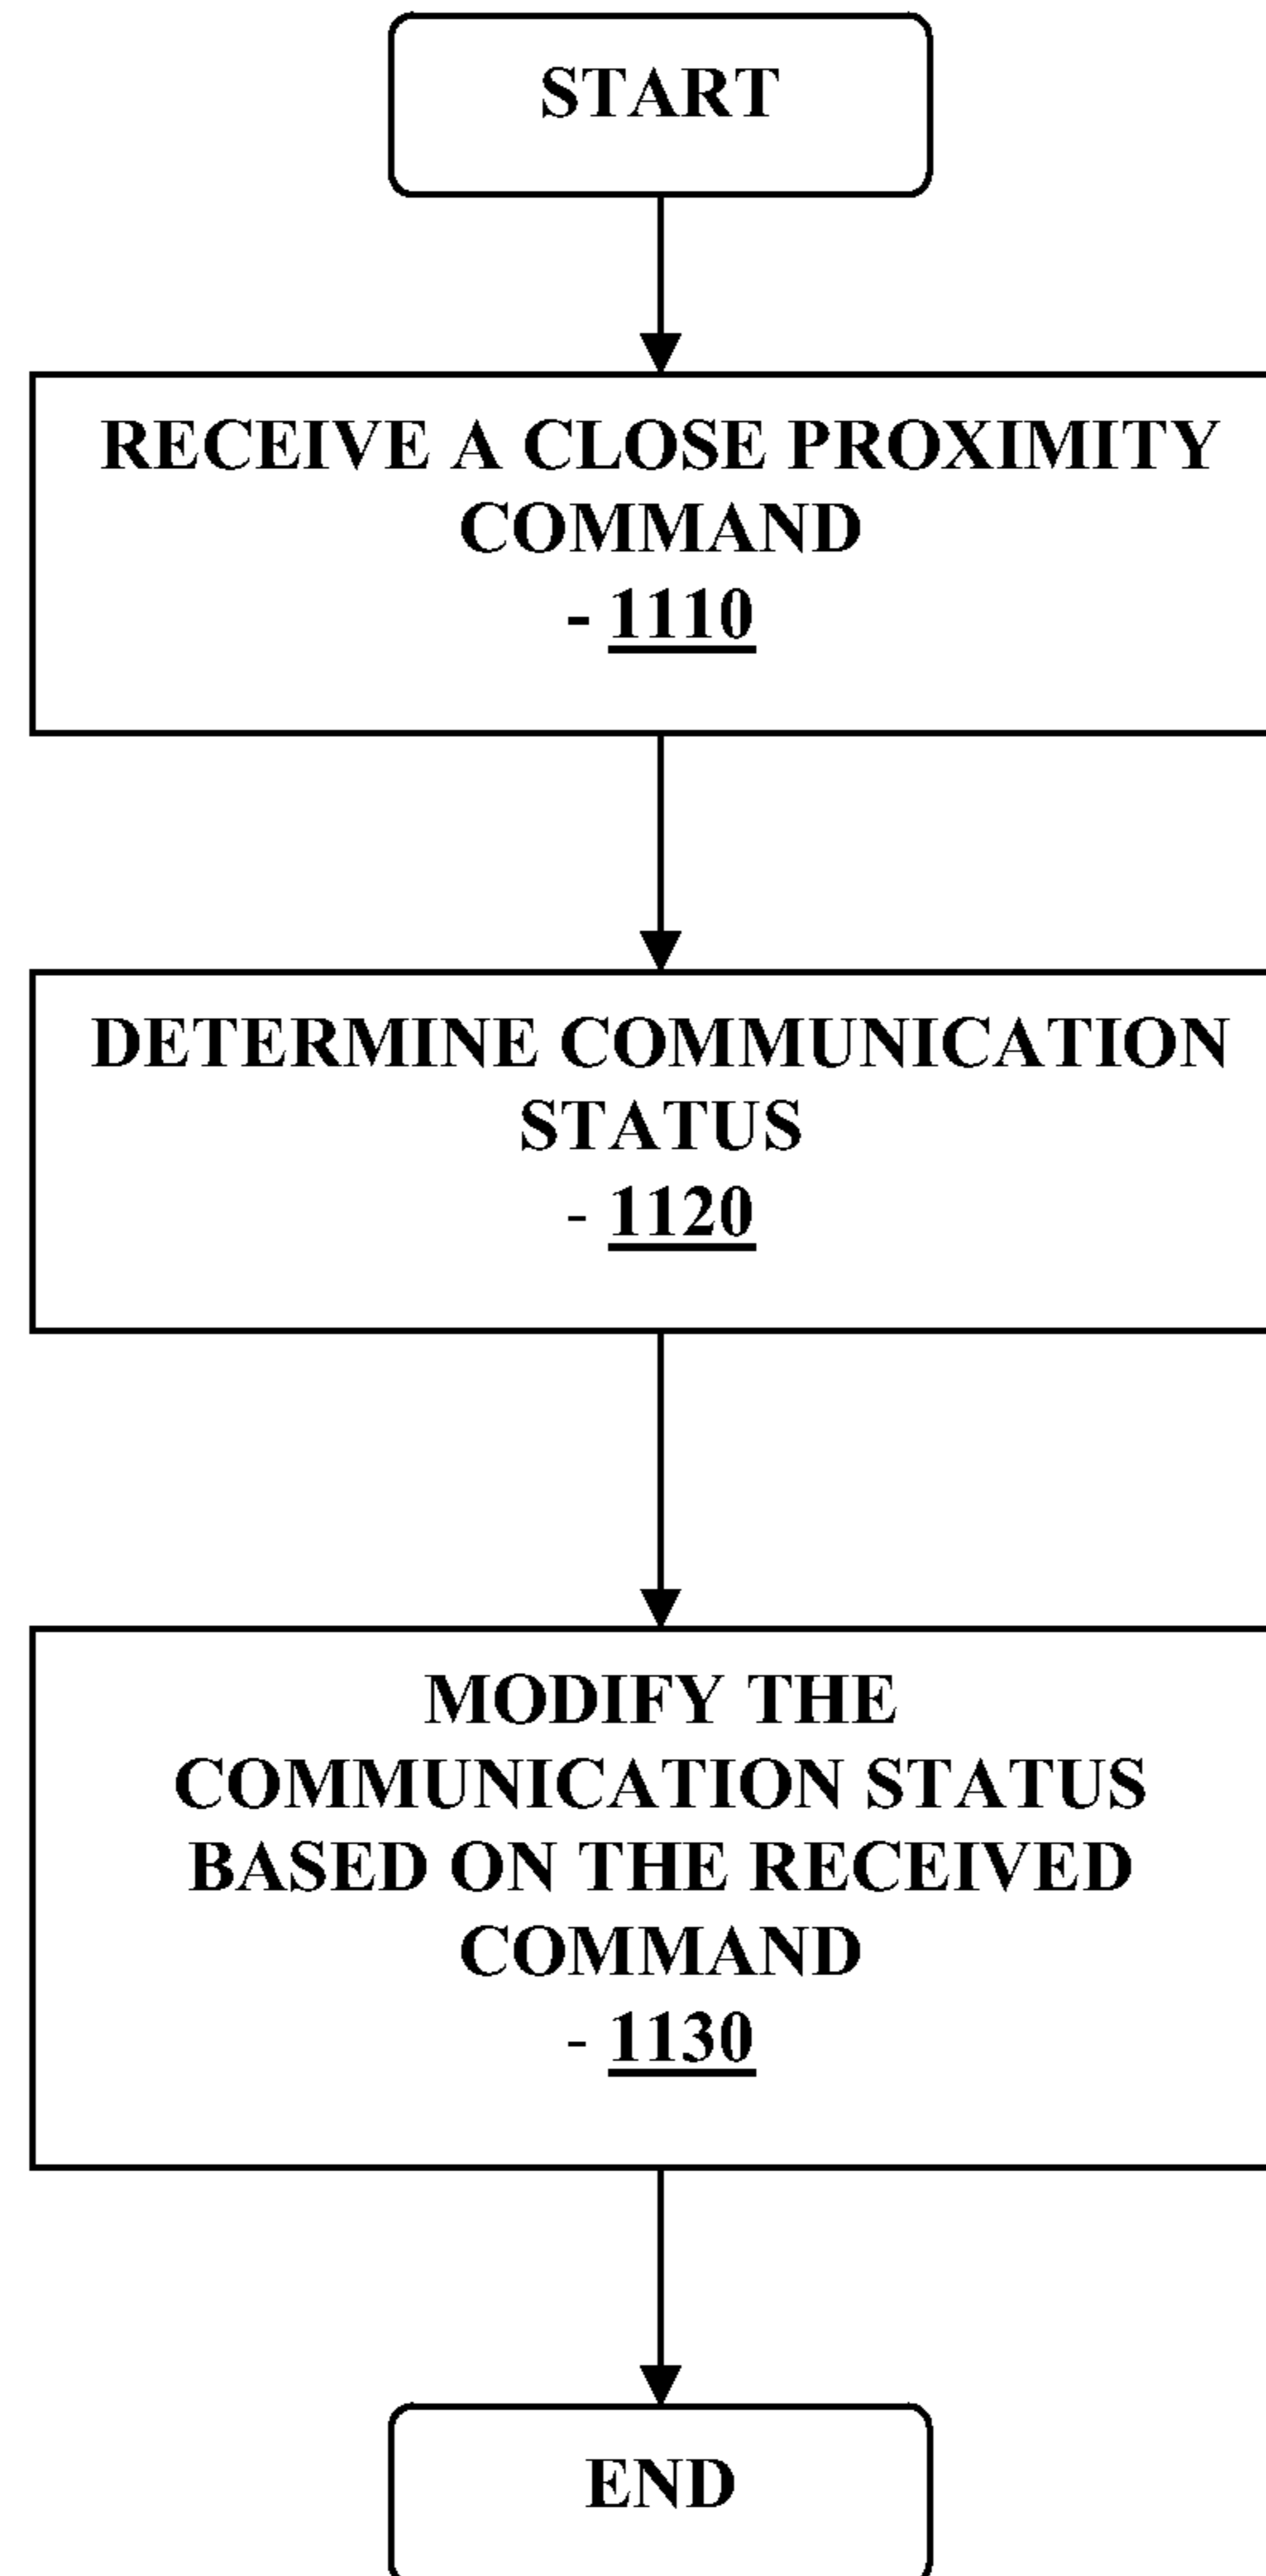 START
RECEIVE A CLOSE PROXIMITY
COMMAND
- 1110
DETERMINE COMMUNICATION
STATUS
- 1120
MODIFY THE
COMMUNICATION STATUS
BASED ON THE RECEIVED
COMMAND
- 1130
END